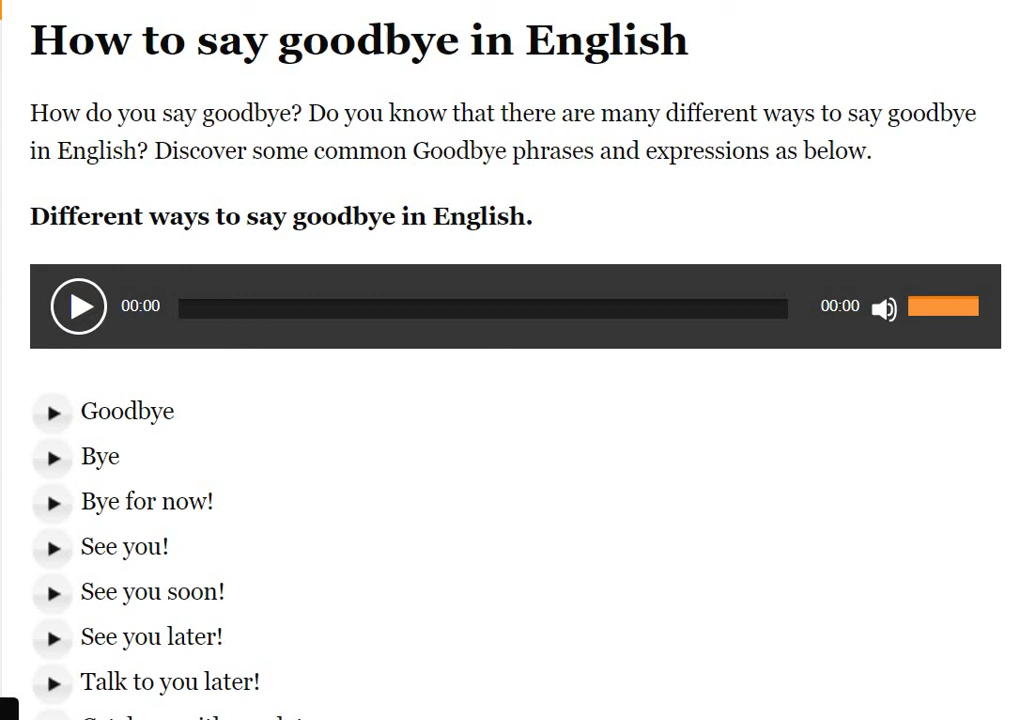 How to say goodbye in English
How do you say goodbye? Do you know that there are many different ways to say goodbye
in English? Discover some common Goodbye phrases and expressions as below.
Different ways to say goodbye in English.
00:00 00:00
Goodbye
Bye
Bye for now!
See you!
See you soon!
See you later!
Talk to you later!